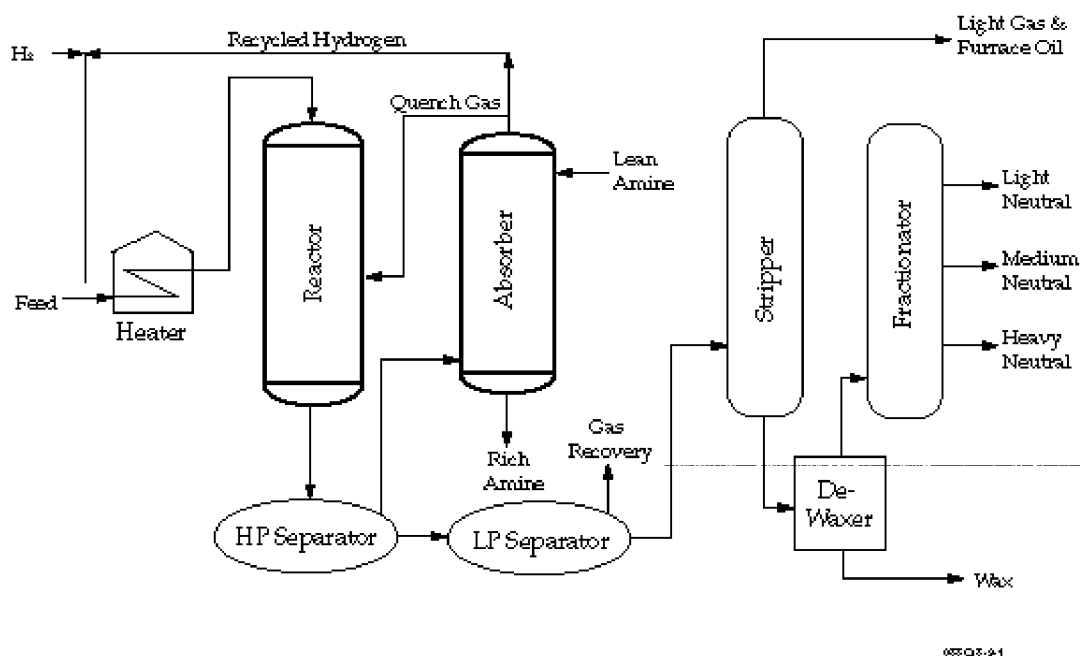 Light Gas &
Furnace Oil
Recycled Hydrogen
H₂
Quench Gas
Lean
Amine
Light
Neutral
Reactor
Absorber
Stripper
Fractionator
Medium
Neutral
Feed
Heater
Heavy
Neutral
Gas
Recovery
Rich
Amine
De-
Waxer
HP Separator
LP Separator
Wax